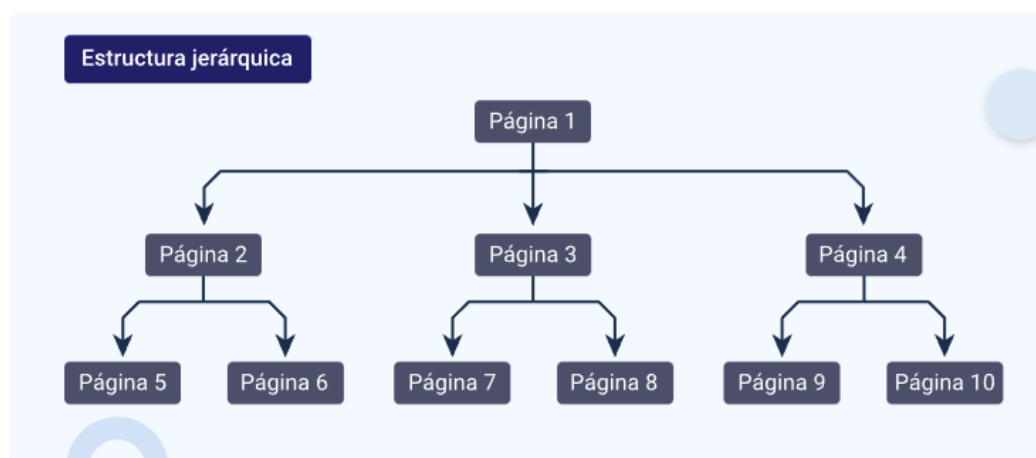 Estructura jerárquica
Página 1
Página 2
Página 3
Página 4
Página 5
Página 6
Página 7
Página 8
Página 9
Página 10